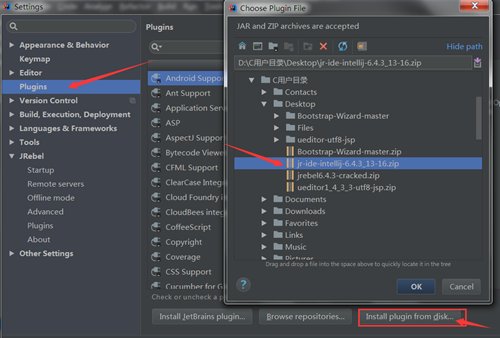 Settings
Appearance & Behavior
Keymap
Editor
Plugins
Version Control
Build, Execution, Deployment
Languages & Frameworks
Tools
JRebel
Startup
Remote servers
Offline mode
Advanced
Plugins
About
Other Settings
Plugins
Android Support
Ant Support
Application Serve
ASP
AspectJ Support
Bytecode Viewer
CFML Support
ClearCase Integra
Cloud Foundry i
CloudBees integ
CoffeeScript
Copyright
Coverage
CSS Support
Cucumber for G
Check or uncheck a p
Install JetBrains plugin...
Browse repositories...
Install plugin from disk...
Choose Plugin File
JAR and ZIP archives are accepted
Hide path
D:\C用户目录\Desktop\jr-ide-intellij-6.4.3_13-16.zip
C用户目录
Contacts
Desktop
Bootstrap-Wizard-master
Files
ueditor-utf8-jsp
Bootstrap-Wizard-master.zip
jr-ide-intellij-6.4.3_13-16.zip
jrebel6.4.3-cracked.zip
ueditor1_4_3_3-utf8-jsp.zip
Documents
Downloads
Favorites
Links
Music
Pictures
Drag and drop a file into the space above to quickly locate it in the tree
?
OK
Cancel